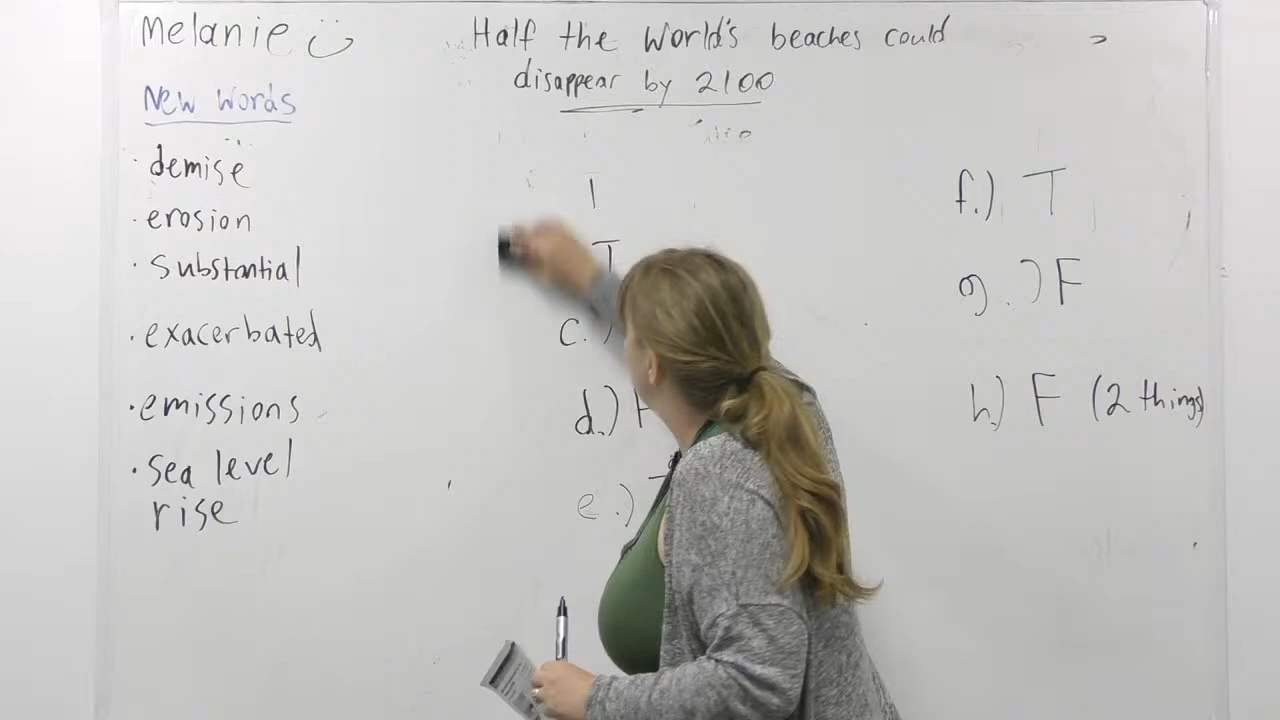 Melanie
Half the World's beaches could
disappear by 2100
New Words
· demise
· erosion
· Substantial
· exacerbated
· emissions
· sea level
rise
T
T
c.)
d.) F
e.) T
f.) T
g.) F
h.) F (2 things)